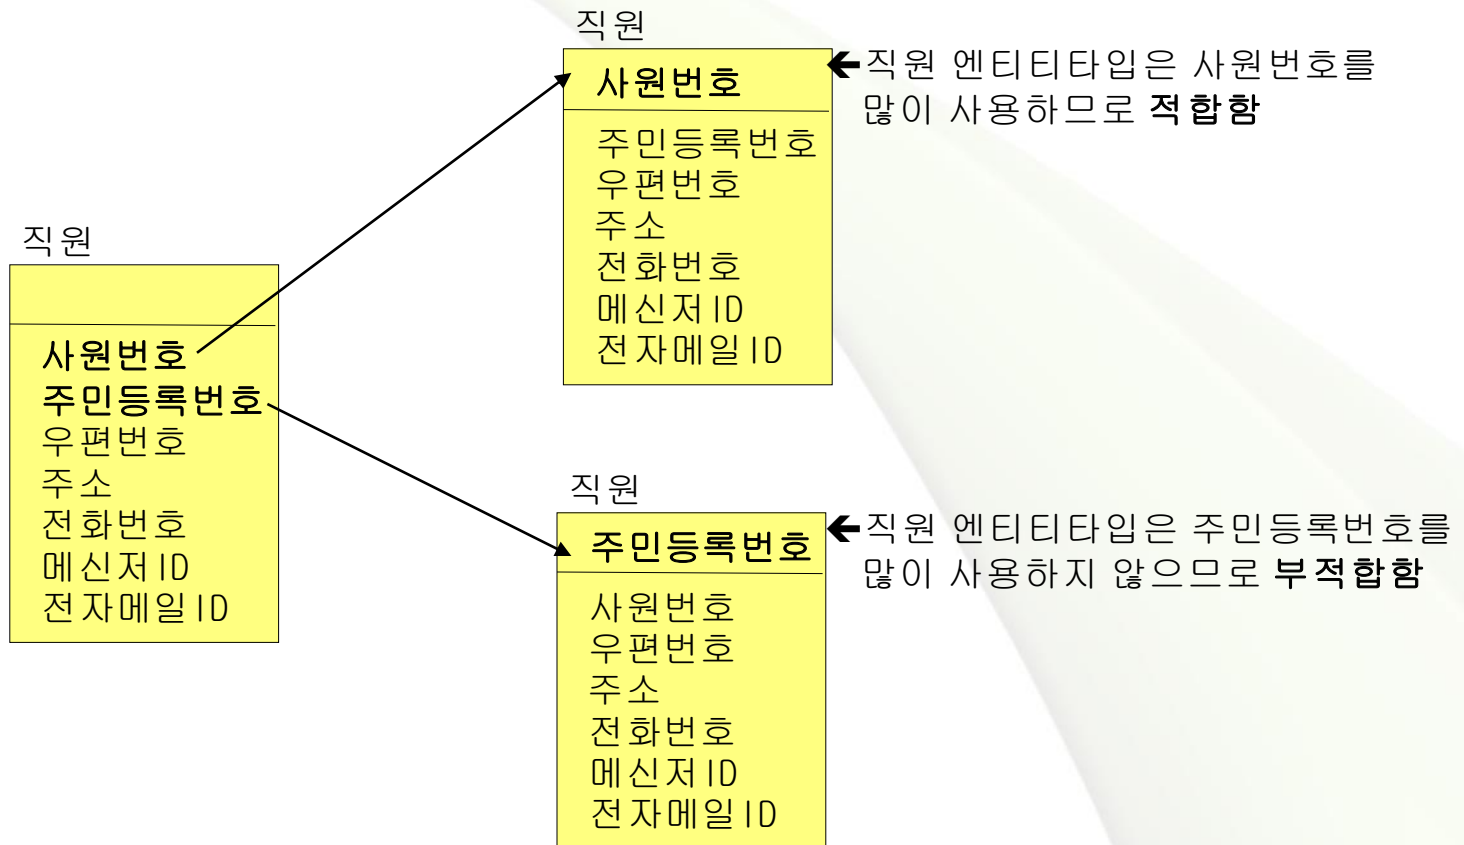 직원
사원번호
주민등록번호
우편번호
주소
전화번호
메신저ID
전자메일ID
직원
사원번호
주민등록번호
우편번호
주소
전화번호
메신저ID
전자메일ID
🡸직원 엔티티타입은 사원번호를
많이 사용하므로 적합함
직원
주민등록번호
사원번호
우편번호
주소
전화번호
메신저ID
전자메일ID
🡸직원 엔티티타입은 주민등록번호를
많이 사용하지 않으므로 부적합함